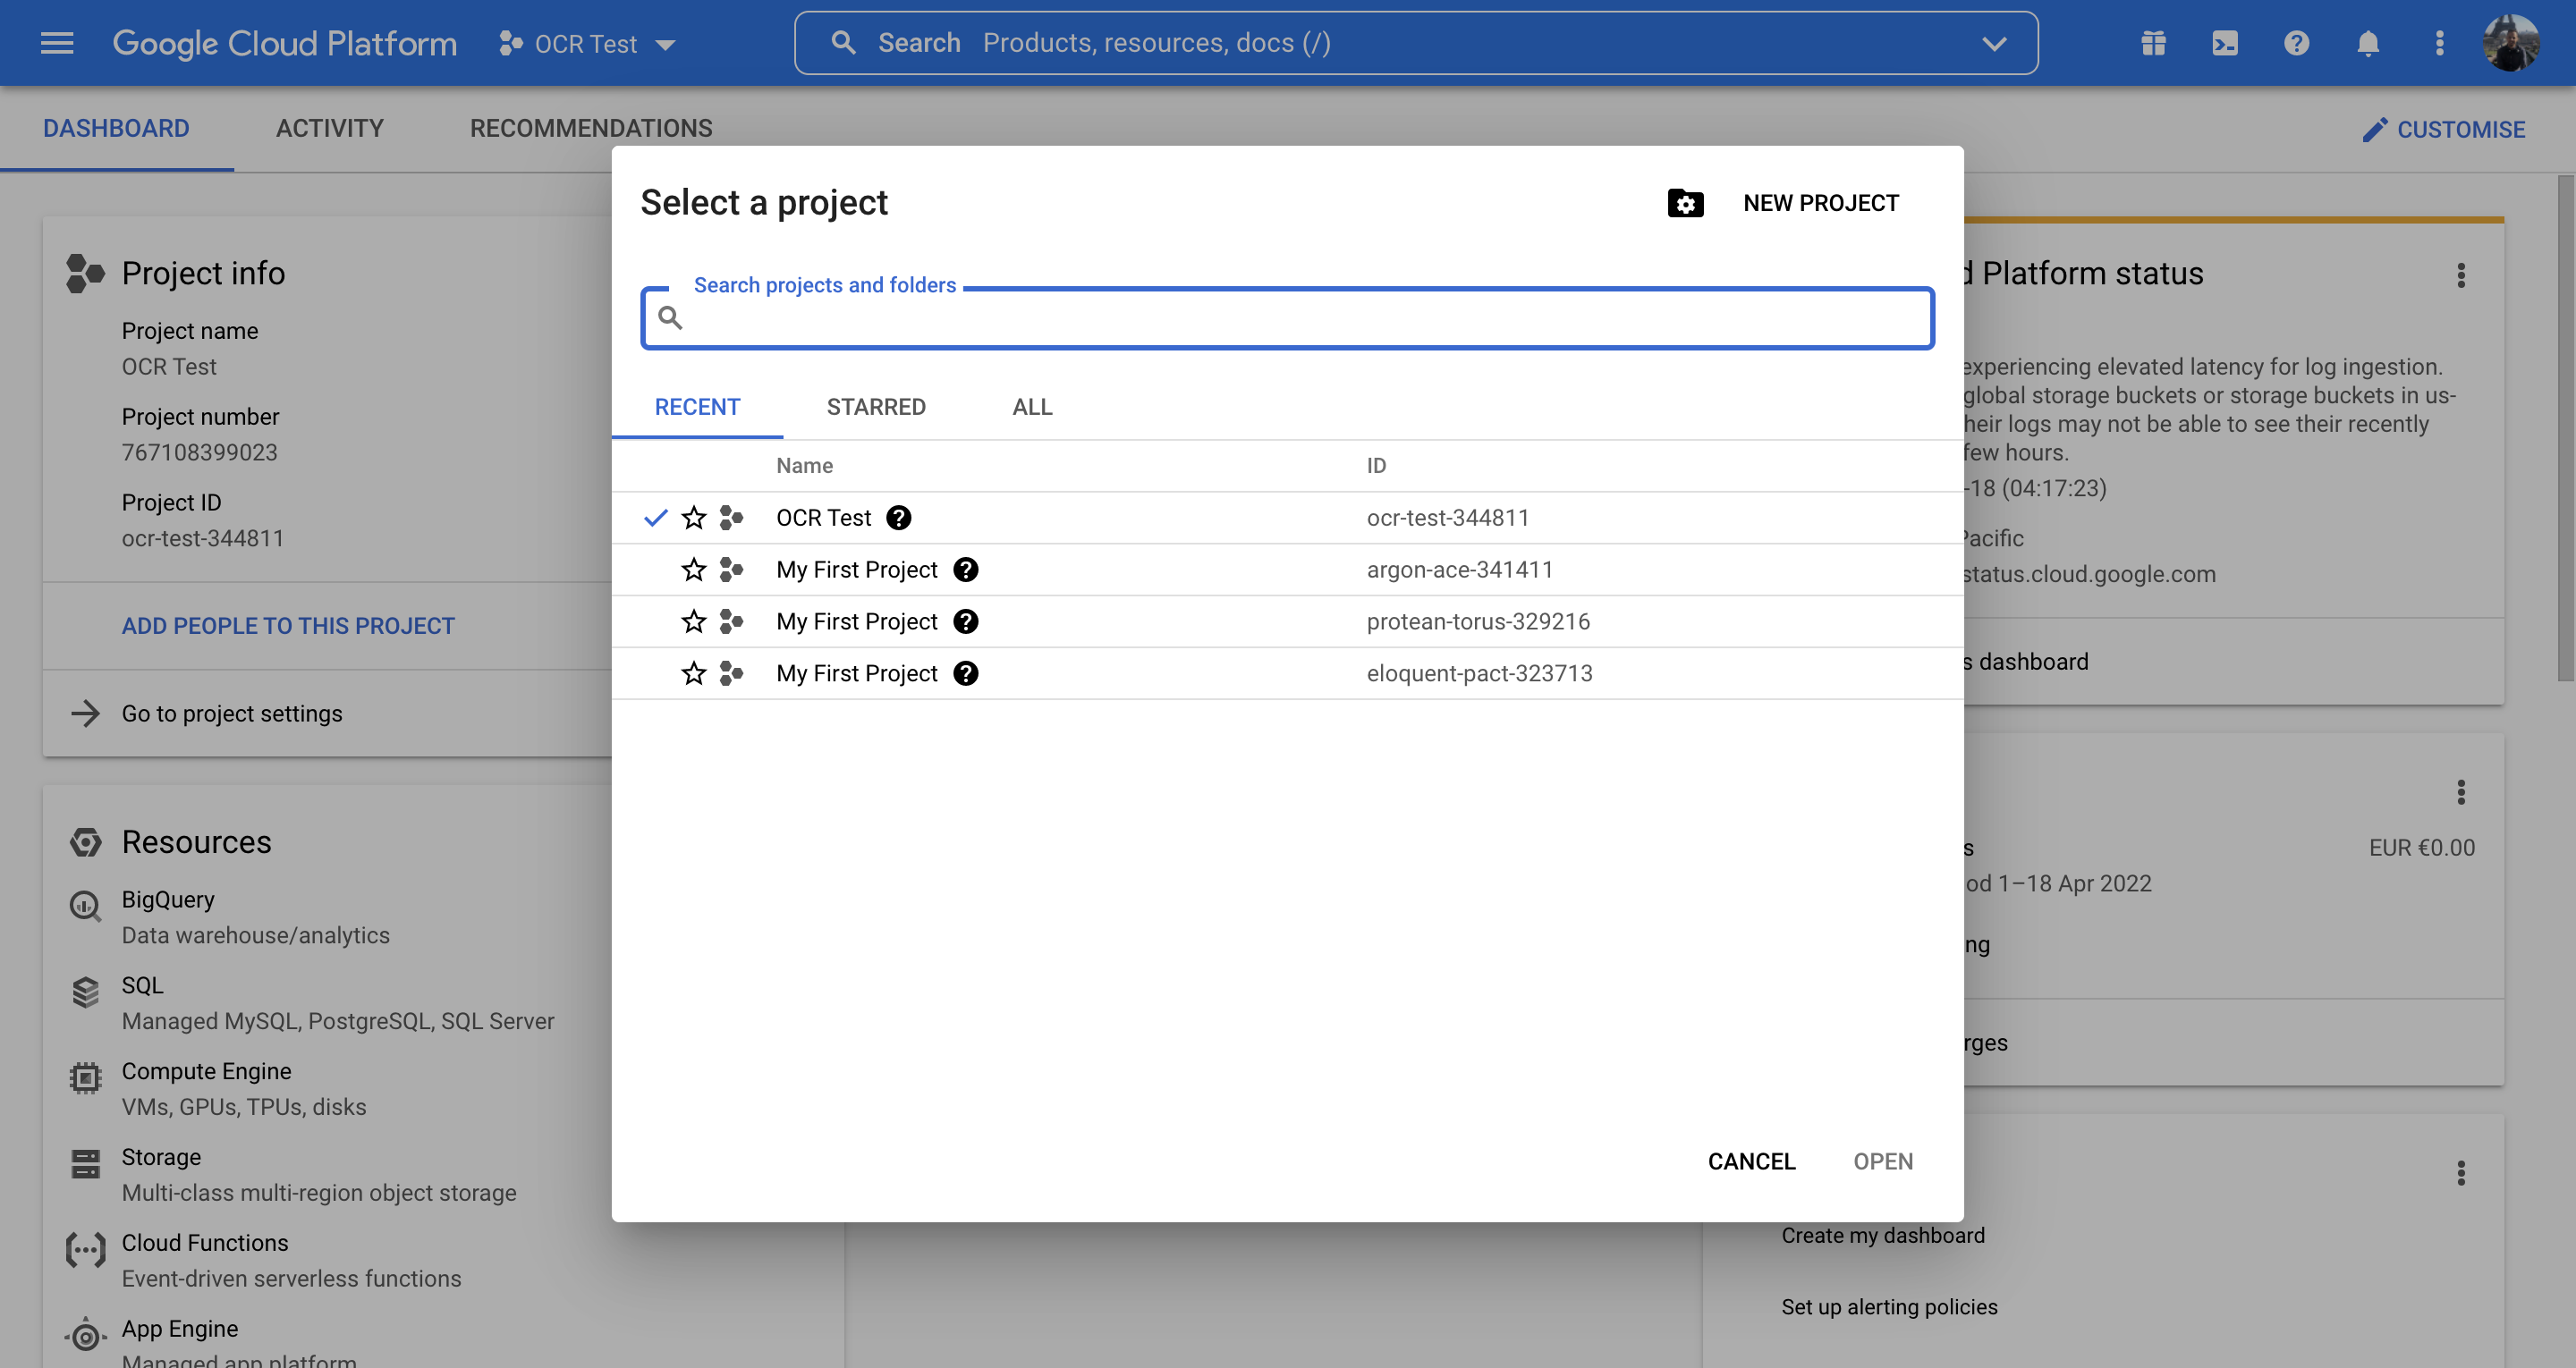 Google Cloud Platform
OCR Test
Search Products, resources, docs (/)
DASHBOARD
ACTIVITY
RECOMMENDATIONS
CUSTOMISE
Project info
Project name
OCR Test
Project number
767108399023
Project ID
ocr-test-344811
ADD PEOPLE TO THIS PROJECT
Go to project settings
Resources
BigQuery
Data warehouse/analytics
SQL
Managed MySQL, PostgreSQL, SQL Server
Compute Engine
VMs, GPUs, TPUs, disks
Storage
Multi-class multi-region object storage
Cloud Functions
Event-driven serverless functions
App Engine
Managed app platform
Select a project
NEW PROJECT
Search projects and folders
RECENT
STARRED
ALL
Name ID
OCR Test ocr-test-344811
My First Project argon-ace-341411
My First Project protean-torus-329216
My First Project eloquent-pact-323713
CANCEL
OPEN
d Platform status
experiencing elevated latency for log ingestion.
global storage buckets or storage buckets in us-
heir logs may not be able to see their recently
few hours.
-18 (04:17:23)
Pacific
status.cloud.google.com
s dashboard
s EUR €0.00
od 1–18 Apr 2022
ng
rges
Create my dashboard
Set up alerting policies